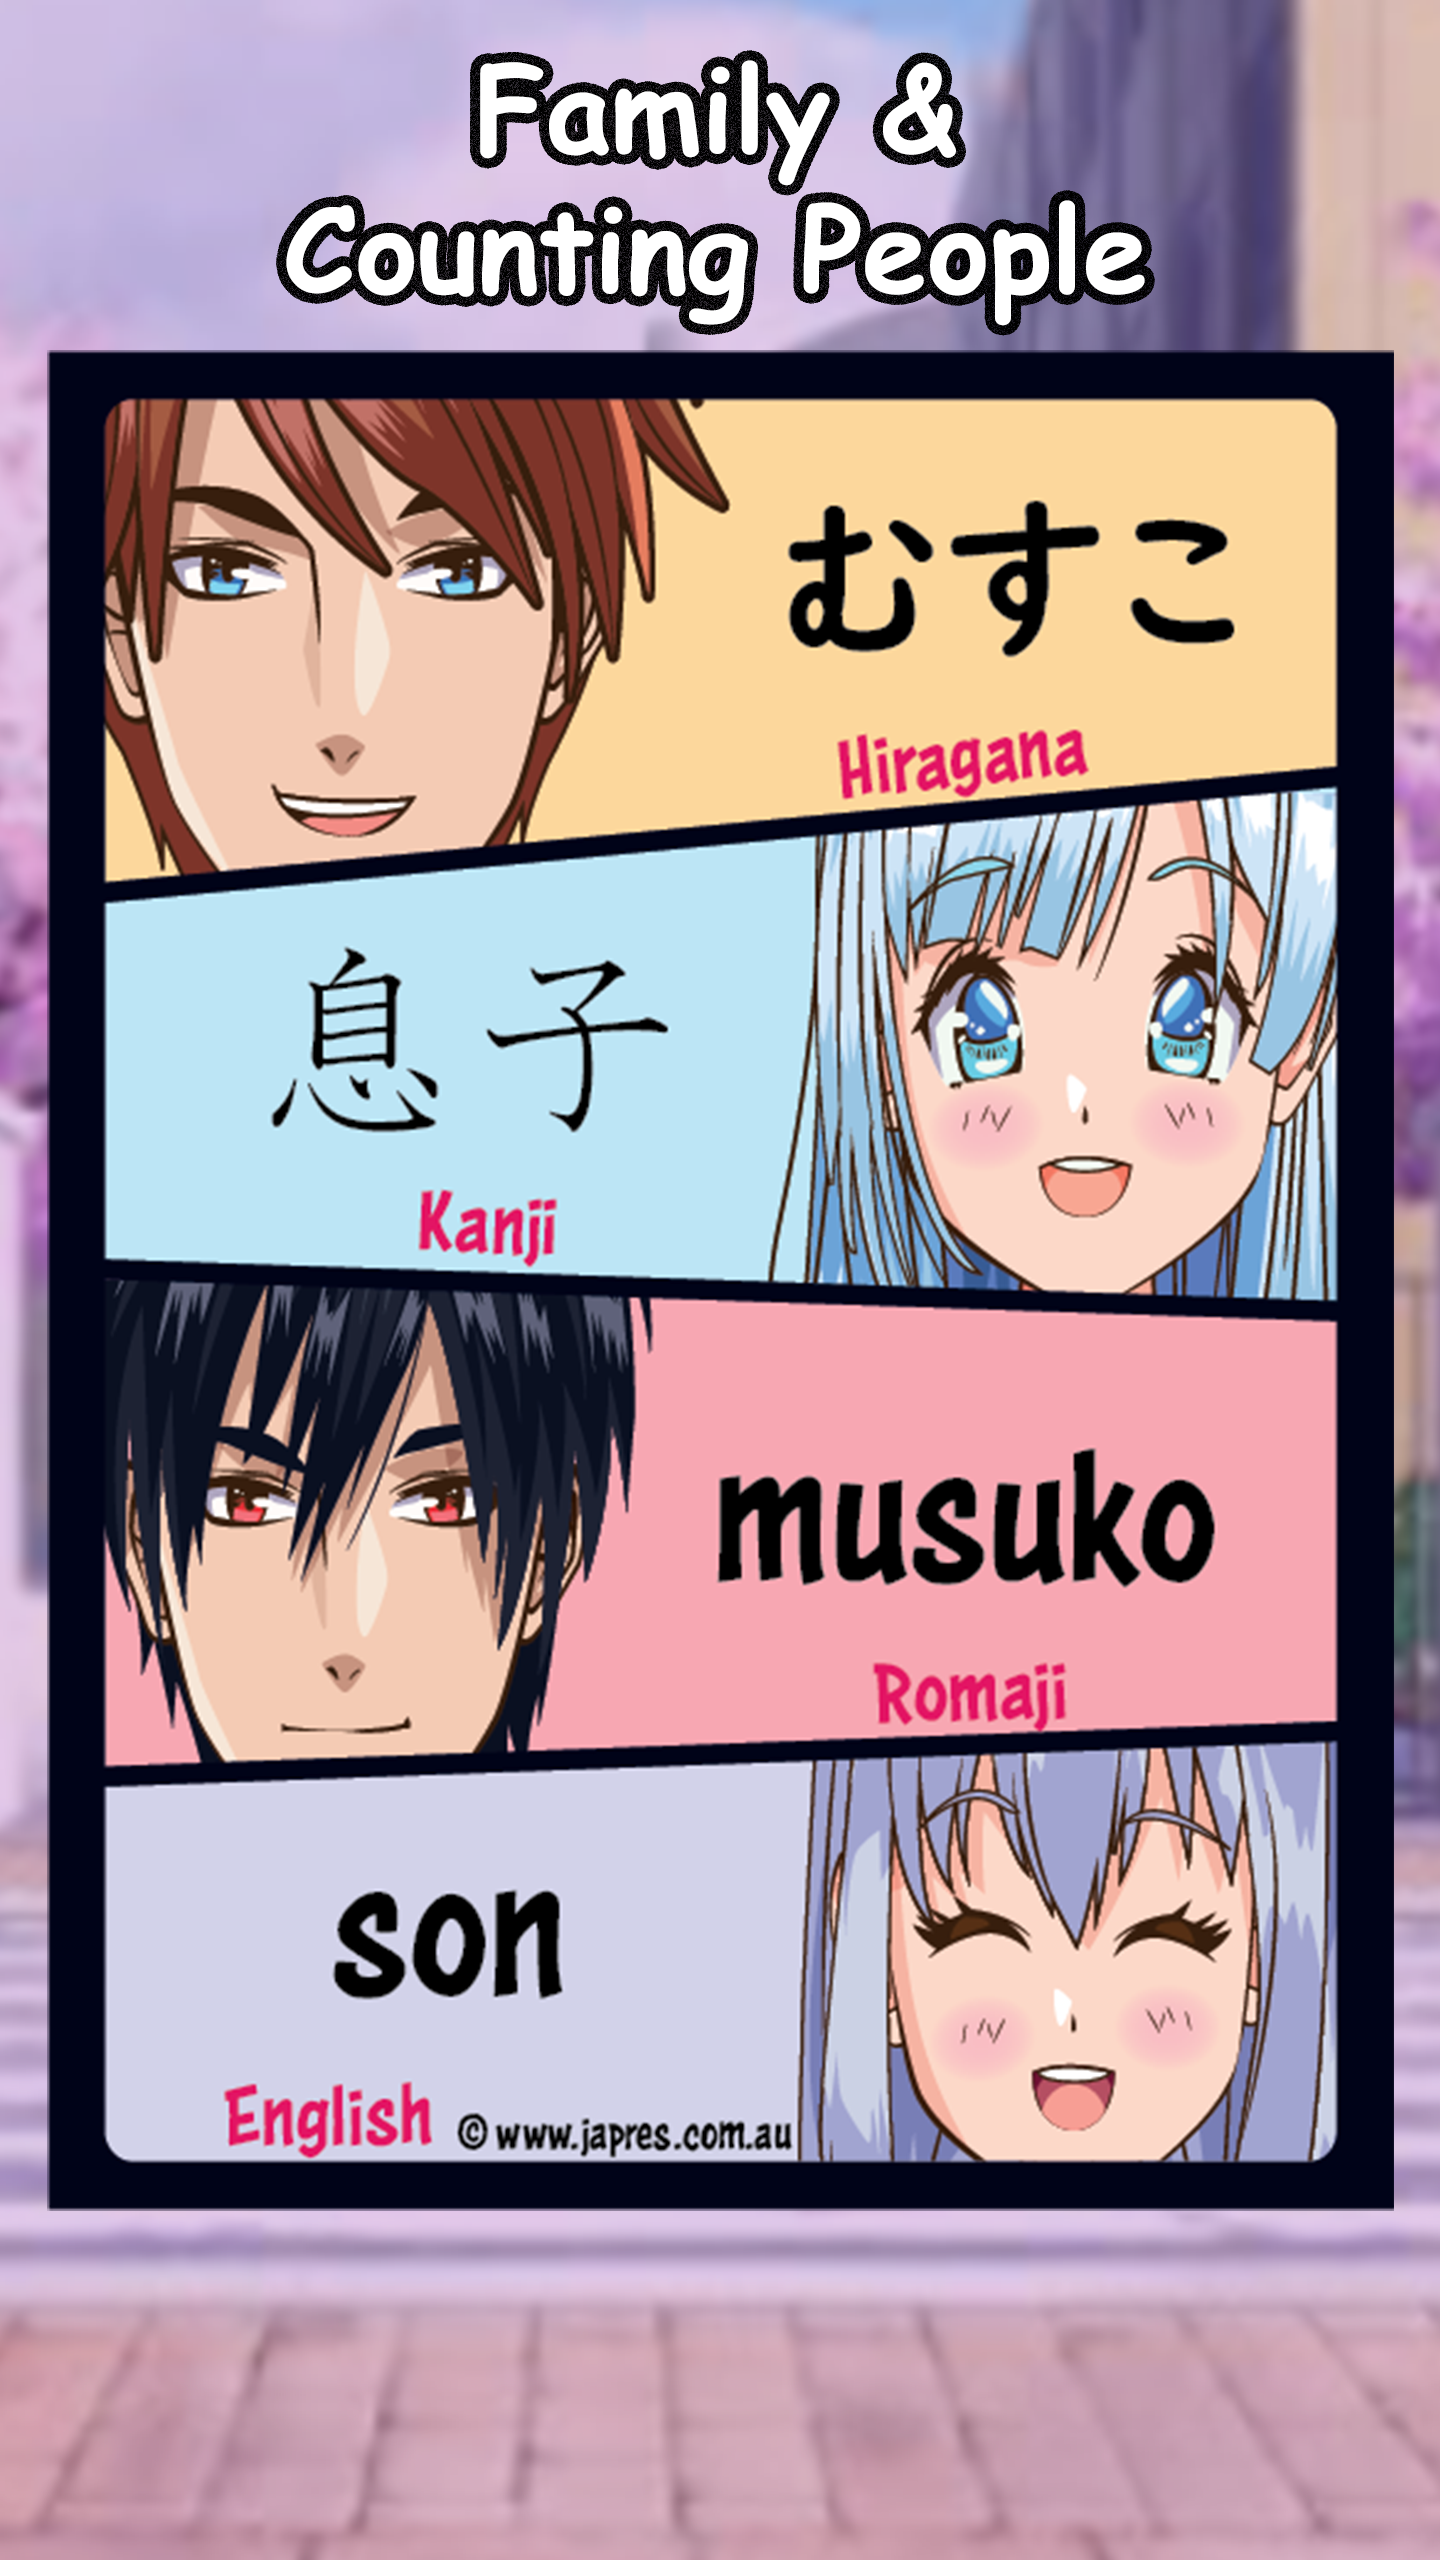 Family &
Counting People
むすこ
Hiragana
息子
Kanji
musuko
Romaji
son
English © www.japres.com.au